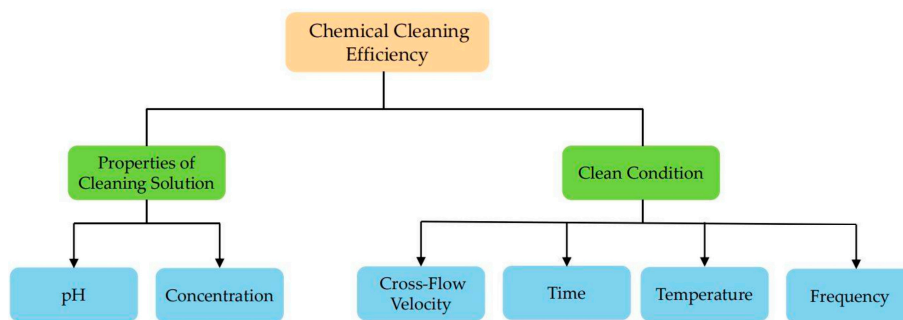 Chemical Cleaning
Efficiency
Properties of
Cleaning Solution
Clean Condition
pH
Concentration
Cross-Flow
Velocity
Time
Temperature
Frequency